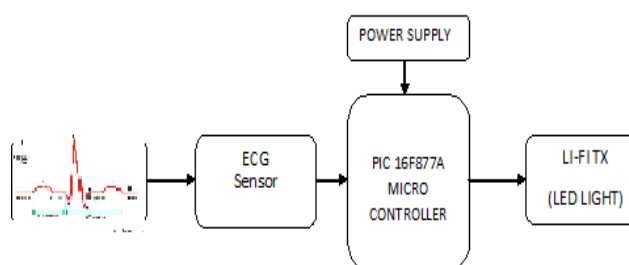 POWER SUPPLY
ECG
Sensor
PIC 16F877A
MICRO
CONTROLLER
LI-FI TX
(LED LIGHT)